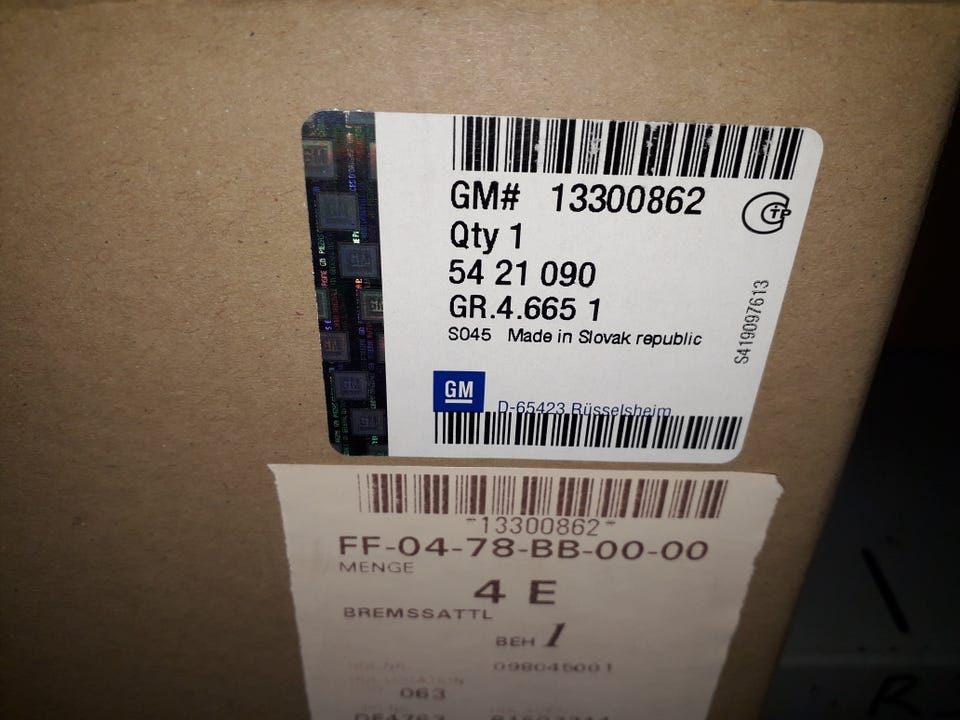 GM# 13300862
Qty 1
54 21 090
GR.4.665 1
S045 Made in Slovak republic
S419097613
GM
D-65423 Rüsselsheim
*13300862*
FF-04-78-BB-00-00
MENGE
4 E
BREMSSATTL
BEH 1
098045001
063